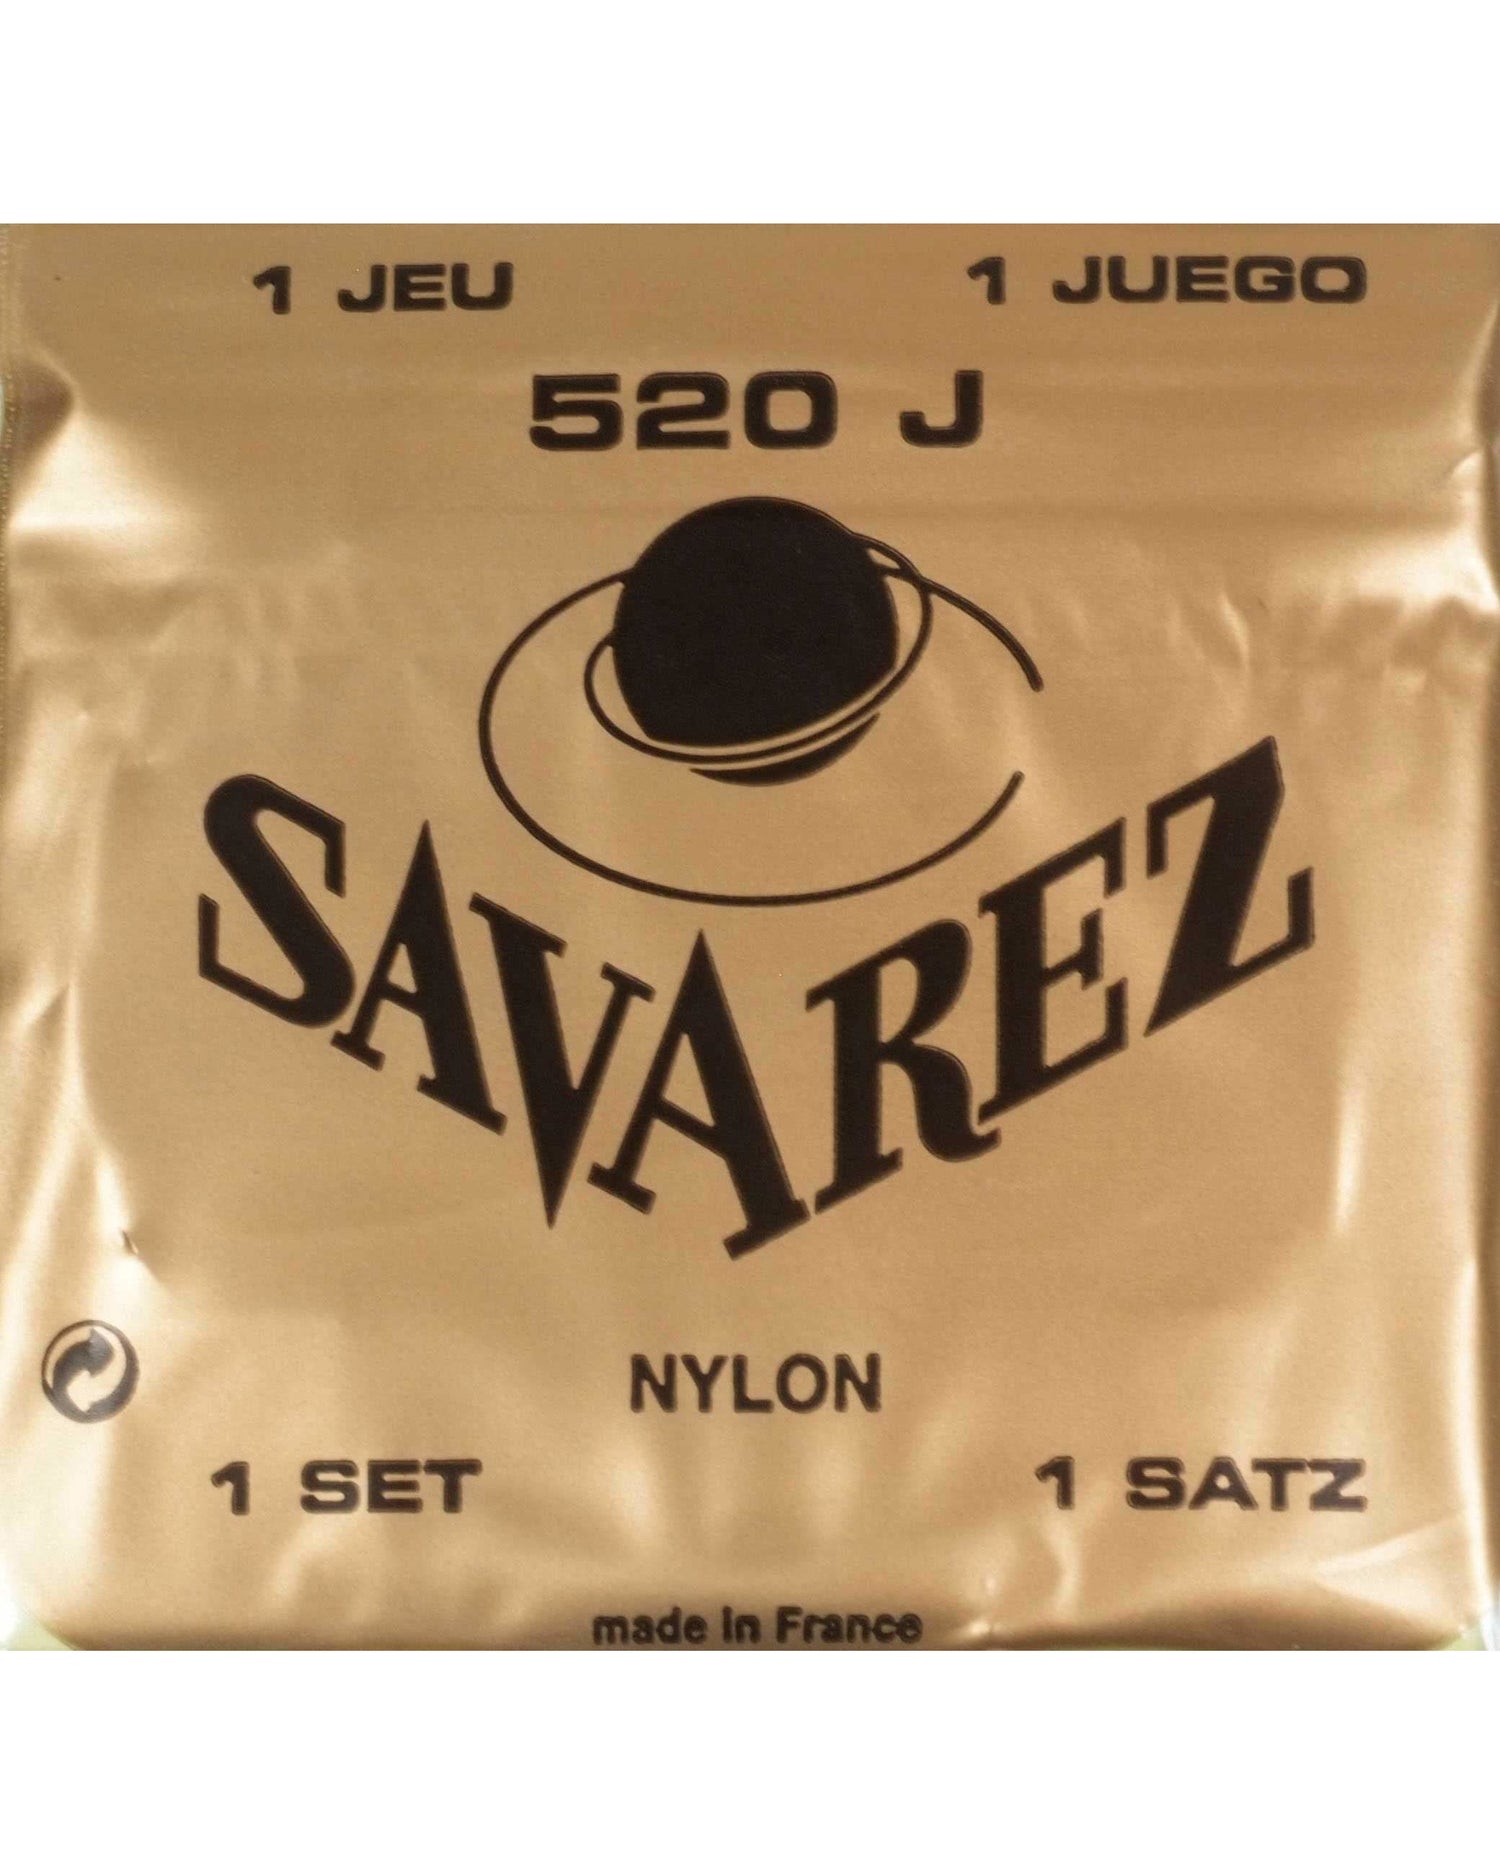 1 JEU
1 JUEGO
520 J
SAVAREZ
NYLON
1 SET
1 SATZ
made in France